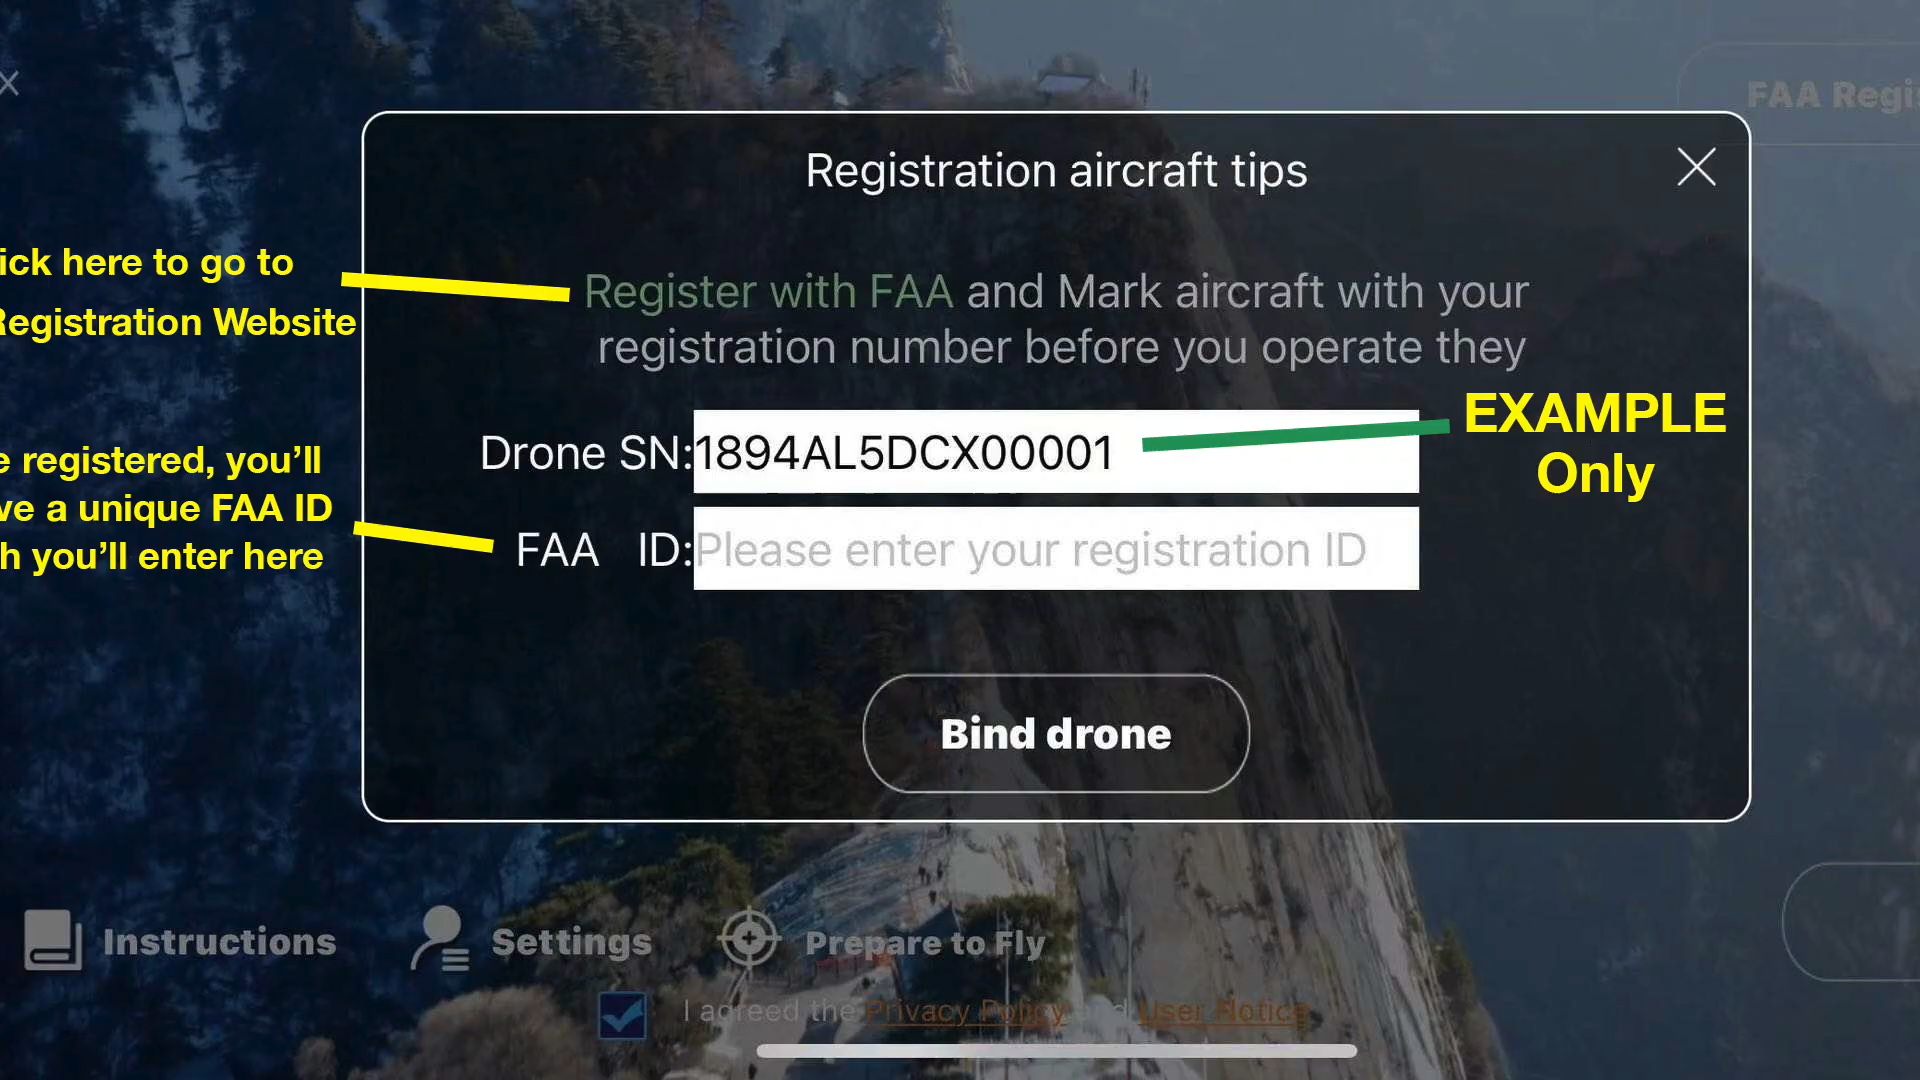 FAA Regis
Registration aircraft tips
ick here to go to
Registration Website
Register with FAA and Mark aircraft with your
registration number before you operate they
EXAMPLE
Only
Drone SN:1894AL5DCX00001
e registered, you’ll
ve a unique FAA ID
h you’ll enter here
FAA ID:Please enter your registration ID
Bind drone
Instructions
Settings
Prepare to Fly
I agreed the Privacy Policy and User Notice